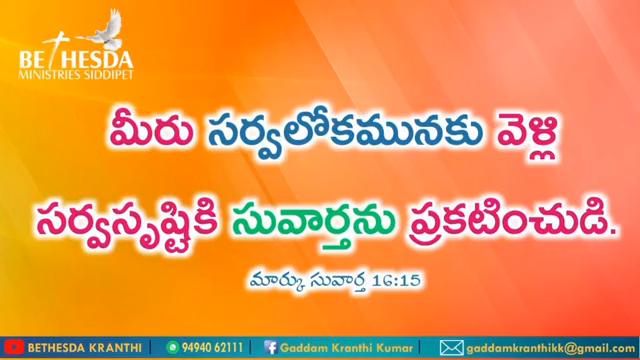 BETHESDA
MINISTRIES SIDDIPET
మీరు సర్వలోకమునకు వెళ్లి
సర్వసృష్టికి సువార్తను ప్రకటించుడి.
మార్కు సువార్త 16:15
BETHESDA KRANTHI | 94940 62111 | Gaddam Kranthi Kumar | gaddamkranthikk@gmail.com